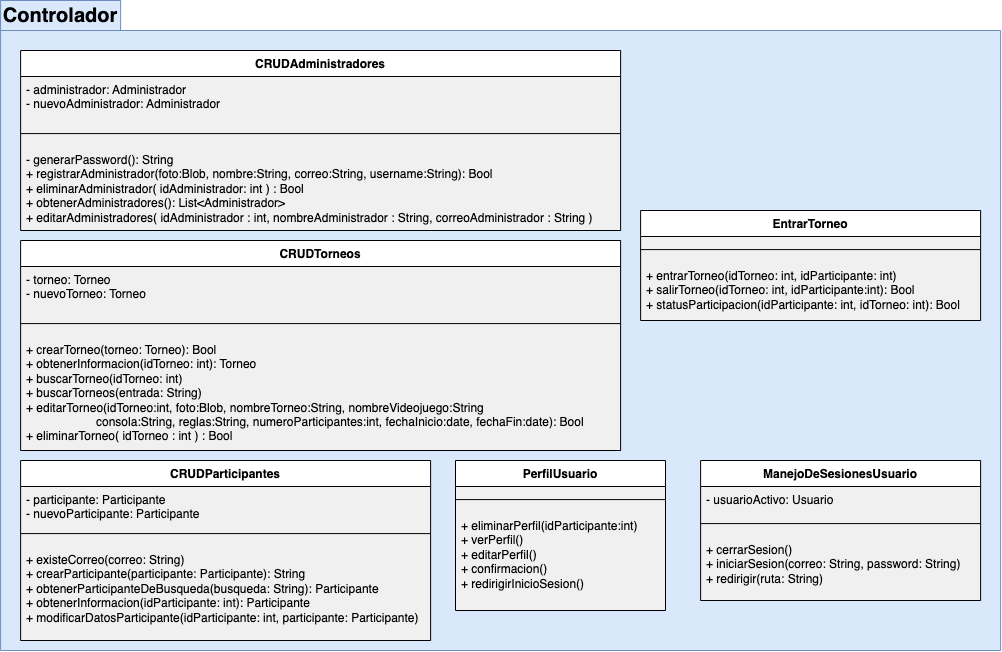 Controlador
CRUDAdministradores
- administrador: Administrador
- nuevoAdministrador: Administrador
- generarPassword(): String
+ registrarAdministrador(foto:Blob, nombre:String, correo:String, username:String): Bool
+ eliminarAdministrador( idAdministrador: int ) : Bool
+ obtenerAdministradores(): List<Administrador>
+ editarAdministradores( idAdministrador : int, nombreAdministrador : String, correoAdministrador : String )
EntrarTorneo
+ entrarTorneo(idTorneo: int, idParticipante: int)
+ salirTorneo(idTorneo: int, idParticipante:int): Bool
+ statusParticipacion(idParticipante: int, idTorneo: int): Bool
CRUDTorneos
- torneo: Torneo
- nuevoTorneo: Torneo
+ crearTorneo(torneo: Torneo): Bool
+ obtenerInformacion(idTorneo: int): Torneo
+ buscarTorneo(idTorneo: int)
+ buscarTorneos(entrada: String)
+ editarTorneo(idTorneo:int, foto:Blob, nombreTorneo:String, nombreVideojuego:String
consola:String, reglas:String, numeroParticipantes:int, fechaInicio:date, fechaFin:date): Bool
+ eliminarTorneo( idTorneo : int ) : Bool
CRUDParticipantes
- participante: Participante
- nuevoParticipante: Participante
+ existeCorreo(correo: String)
+ crearParticipante(participante: Participante): String
+ obtenerParticipanteDeBusqueda(busqueda: String): Participante
+ obtenerInformacion(idParticipante: int): Participante
+ modificarDatosParticipante(idParticipante: int, participante: Participante)
PerfilUsuario
+ eliminarPerfil(idParticipante:int)
+ verPerfil()
+ editarPerfil()
+ confirmacion()
+ redirigirInicioSesion()
ManejoDeSesionesUsuario
- usuarioActivo: Usuario
+ cerrarSesion()
+ iniciarSesion(correo: String, password: String)
+ redirigir(ruta: String)